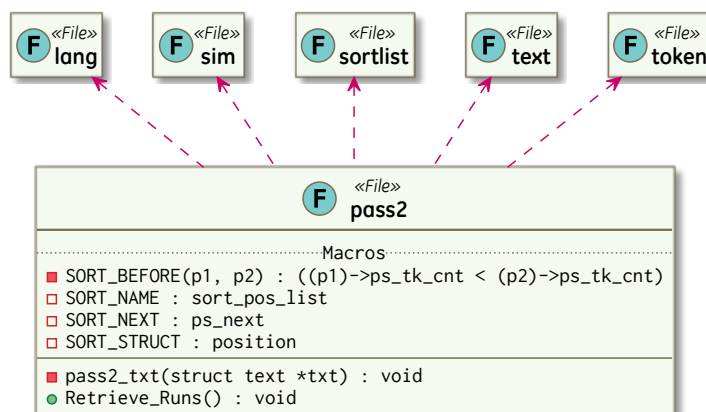 F «File» lang
F «File» sim
F «File» sortlist
F «File» text
F «File» token
F «File» pass2
Macros
SORT_BEFORE(p1, p2) : ((p1)->ps_tk_cnt < (p2)->ps_tk_cnt)
SORT_NAME : sort_pos_list
SORT_NEXT : ps_next
SORT_STRUCT : position
pass2_txt(struct text *txt) : void
Retrieve_Runs() : void